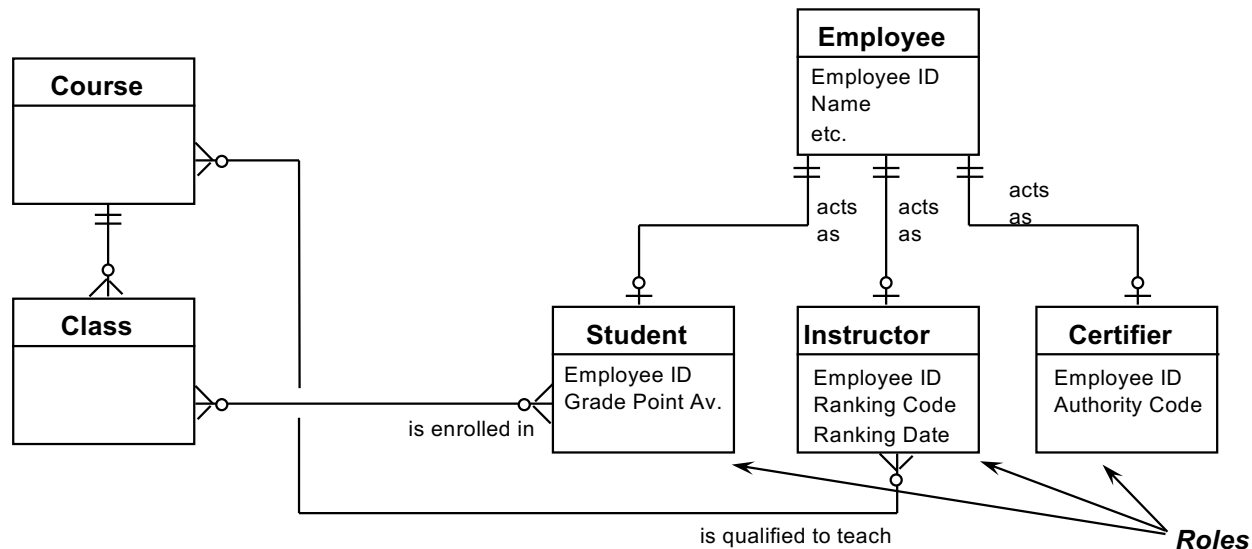 Employee
Employee ID
Name
etc.
Course
acts
as
acts
as
acts
as
Class
Student
Employee ID
Grade Point Av.
Instructor
Employee ID
Ranking Code
Ranking Date
Certifier
Employee ID
Authority Code
is enrolled in
is qualified to teach
Roles